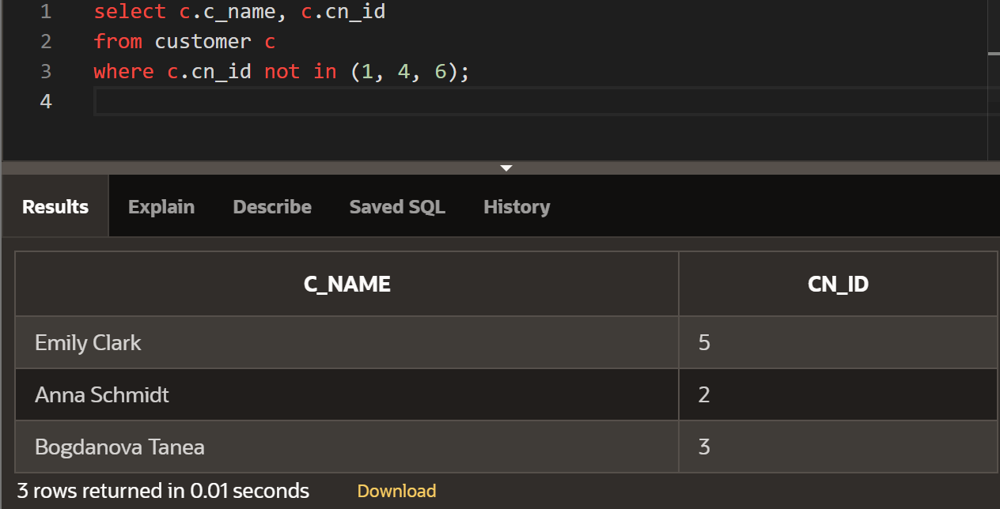 1 select c.c_name, c.cn_id
2 from customer c
3 where c.cn_id not in (1, 4, 6);
4
Results Explain Describe Saved SQL History
C_NAME CN_ID
Emily Clark 5
Anna Schmidt 2
Bogdanova Tanea 3
3 rows returned in 0.01 seconds Download